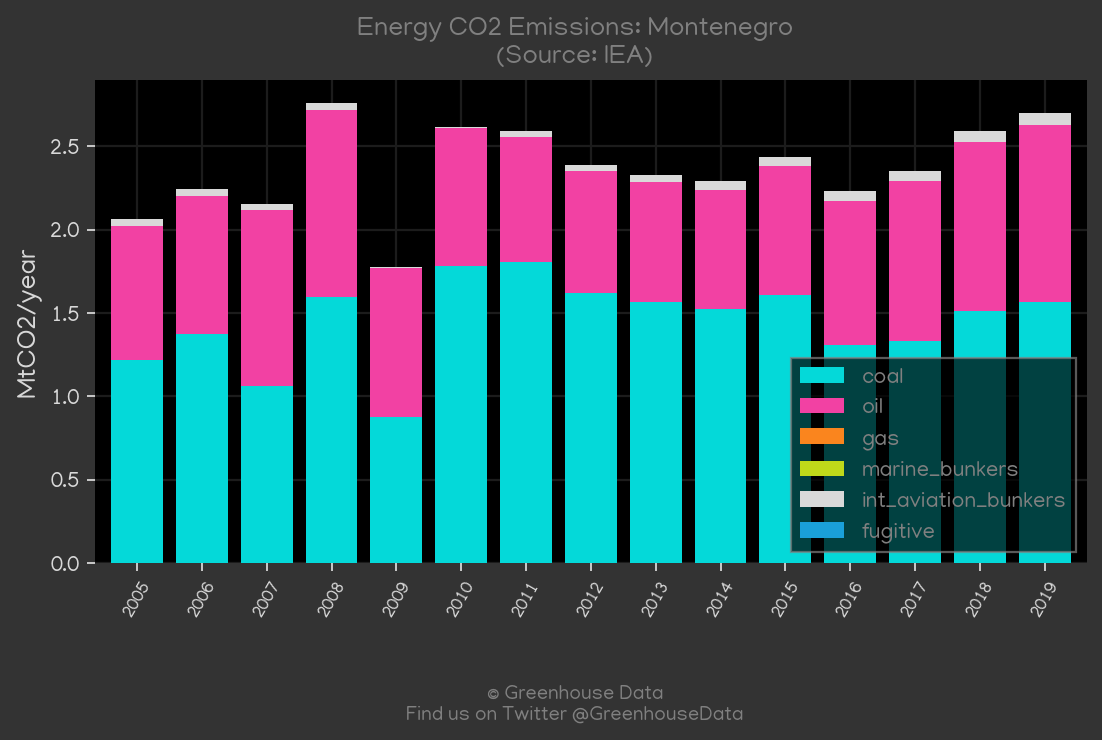 Energy CO2 Emissions: Montenegro
(Source: IEA)
MtCO2/year
2.5
2.0
1.5
1.0
0.5
0.0
coal
oil
gas
marine_bunkers
int_aviation_bunkers
fugitive
2005
2006
2007
2008
2009
2010
2011
2012
2013
2014
2015
2016
2017
2018
2019
© Greenhouse Data
Find us on Twitter @GreenhouseData